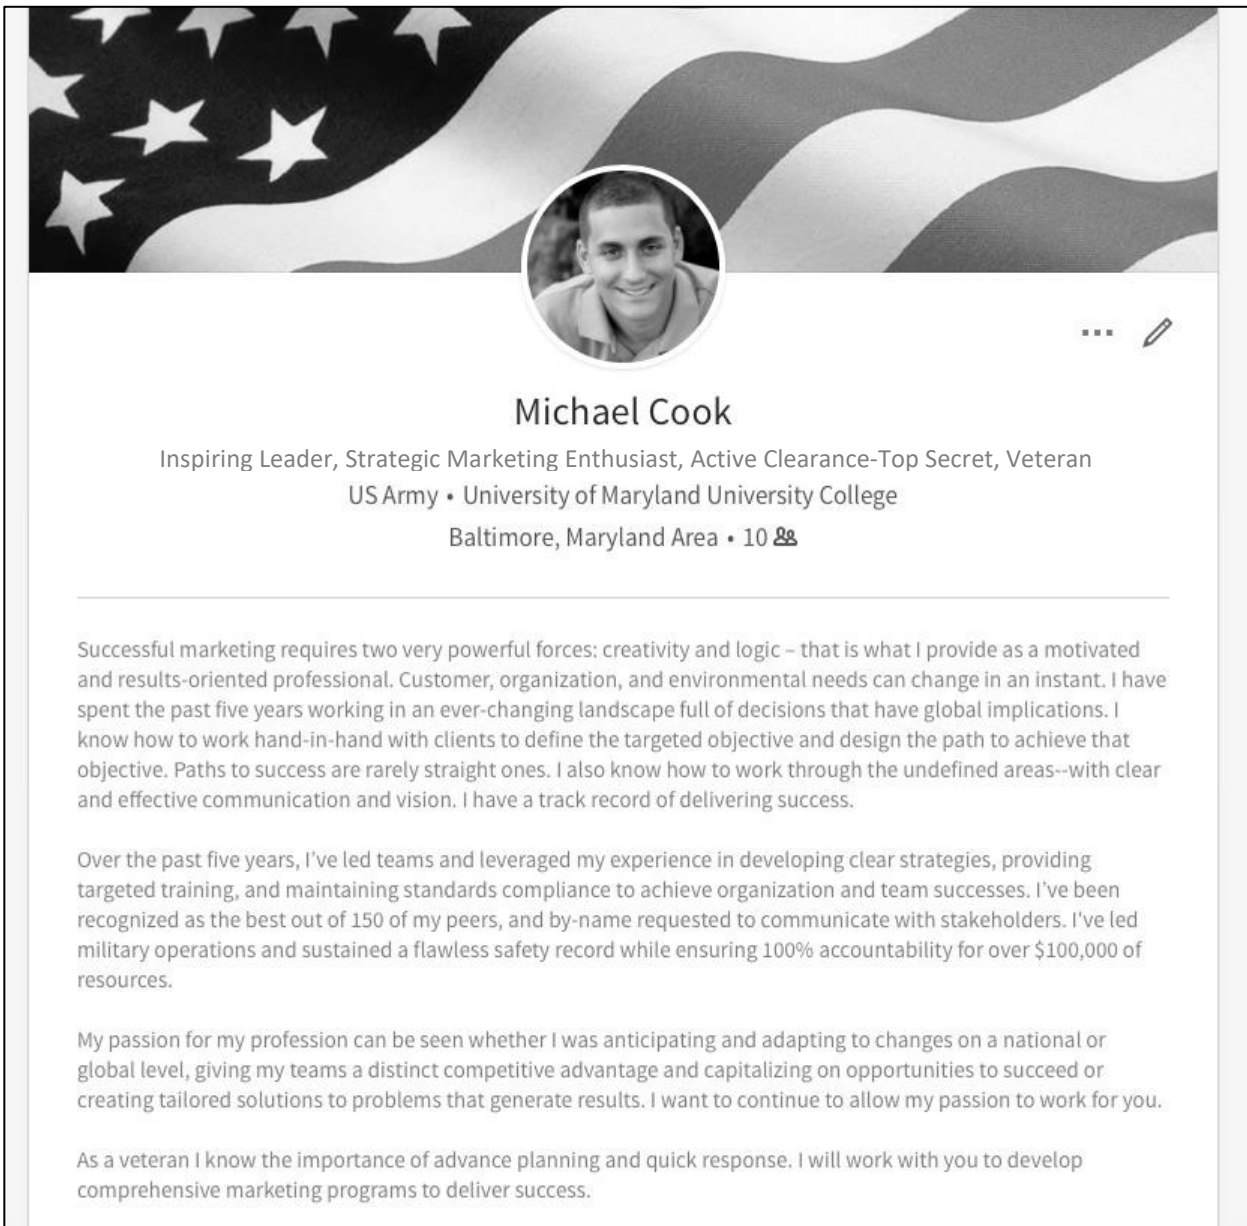 Michael Cook
Inspiring Leader, Strategic Marketing Enthusiast, Active Clearance-Top Secret, Veteran
US Army • University of Maryland University College
Baltimore, Maryland Area • 10
Successful marketing requires two very powerful forces: creativity and logic – that is what I provide as a motivated
and results-oriented professional. Customer, organization, and environmental needs can change in an instant. I have
spent the past five years working in an ever-changing landscape full of decisions that have global implications. I
know how to work hand-in-hand with clients to define the targeted objective and design the path to achieve that
objective. Paths to success are rarely straight ones. I also know how to work through the undefined areas--with clear
and effective communication and vision. I have a track record of delivering success.
Over the past five years, I've led teams and leveraged my experience in developing clear strategies, providing
targeted training, and maintaining standards compliance to achieve organization and team successes. I've been
recognized as the best out of 150 of my peers, and by-name requested to communicate with stakeholders. I've led
military operations and sustained a flawless safety record while ensuring 100% accountability for over $100,000 of
resources.
My passion for my profession can be seen whether I was anticipating and adapting to changes on a national or
global level, giving my teams a distinct competitive advantage and capitalizing on opportunities to succeed or
creating tailored solutions to problems that generate results. I want to continue to allow my passion to work for you.
As a veteran I know the importance of advance planning and quick response. I will work with you to develop
comprehensive marketing programs to deliver success.